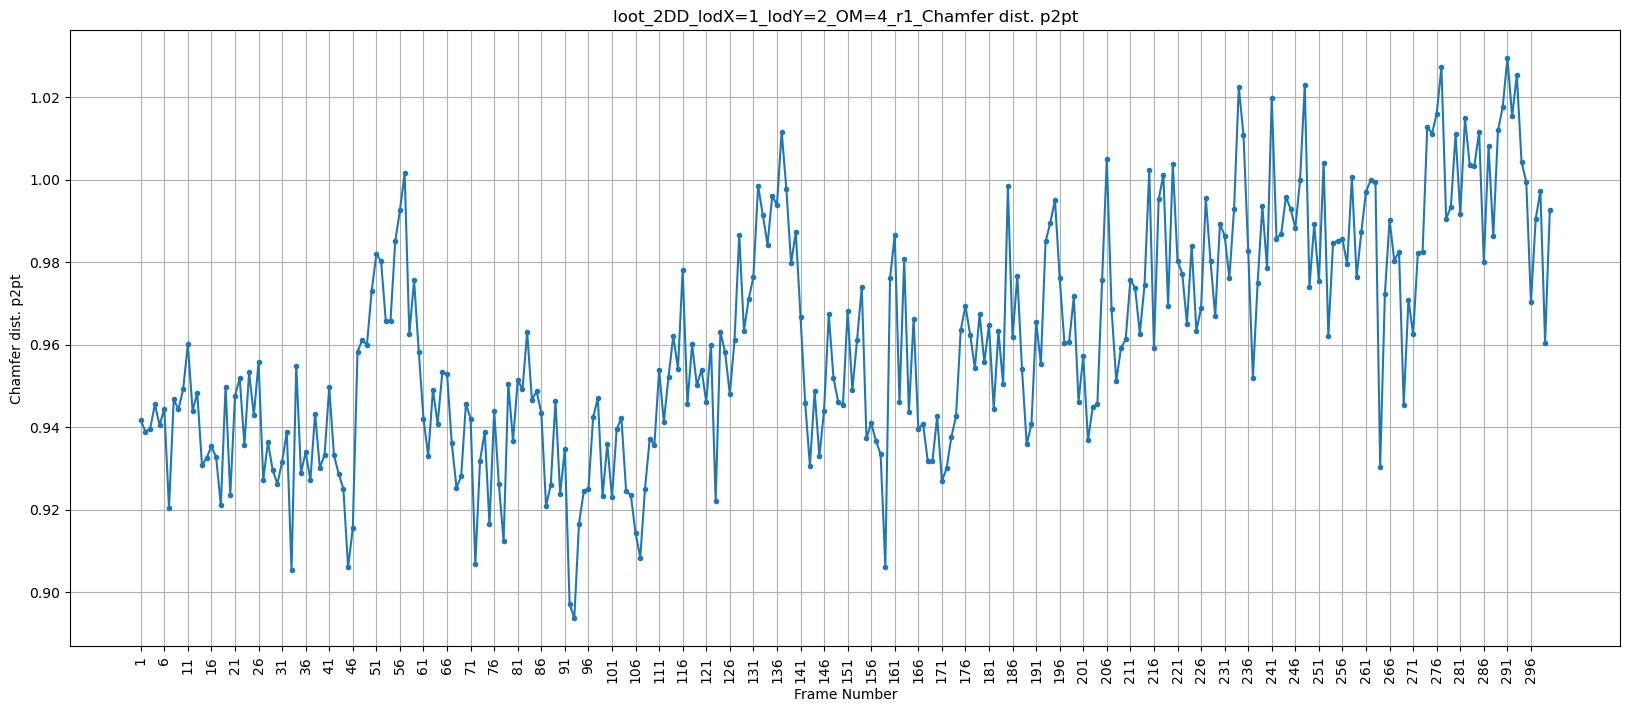 loot_2DD_lodX=1_lodY=2_OM=4_r1_Chamfer dist. p2pt
Chamfer dist. p2pt
1.02
1.00
0.98
0.96
0.94
0.92
0.90
1 6 11 16 21 26 31 36 41 46 51 56 61 66 71 76 81 86 91 96 101 106 111 116 121 126 131 136 141 146 151 156 161 166 171 176 181 186 191 196 201 206 211 216 221 226 231 236 241 246 251 256 261 266 271 276 281 286 291 296
Frame Number